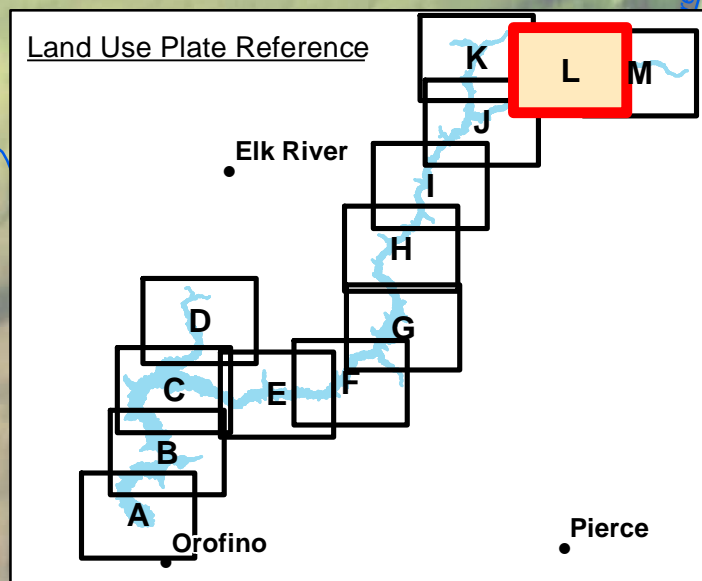 Land Use Plate Reference
K
L
M
J
Elk River
I
H
D
G
F
C
E
B
A
Orofino
Pierce